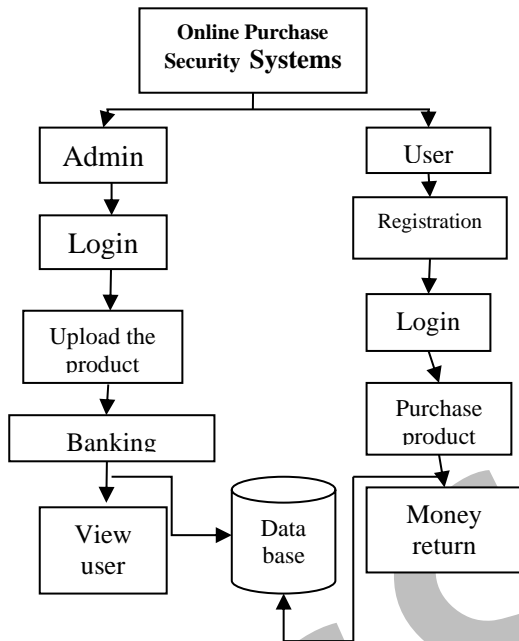 Online Purchase
Security Systems
Admin
Login
Upload the
product
Banking
View
user
Data
base
User
Registration
Login
Purchase
product
Money
return